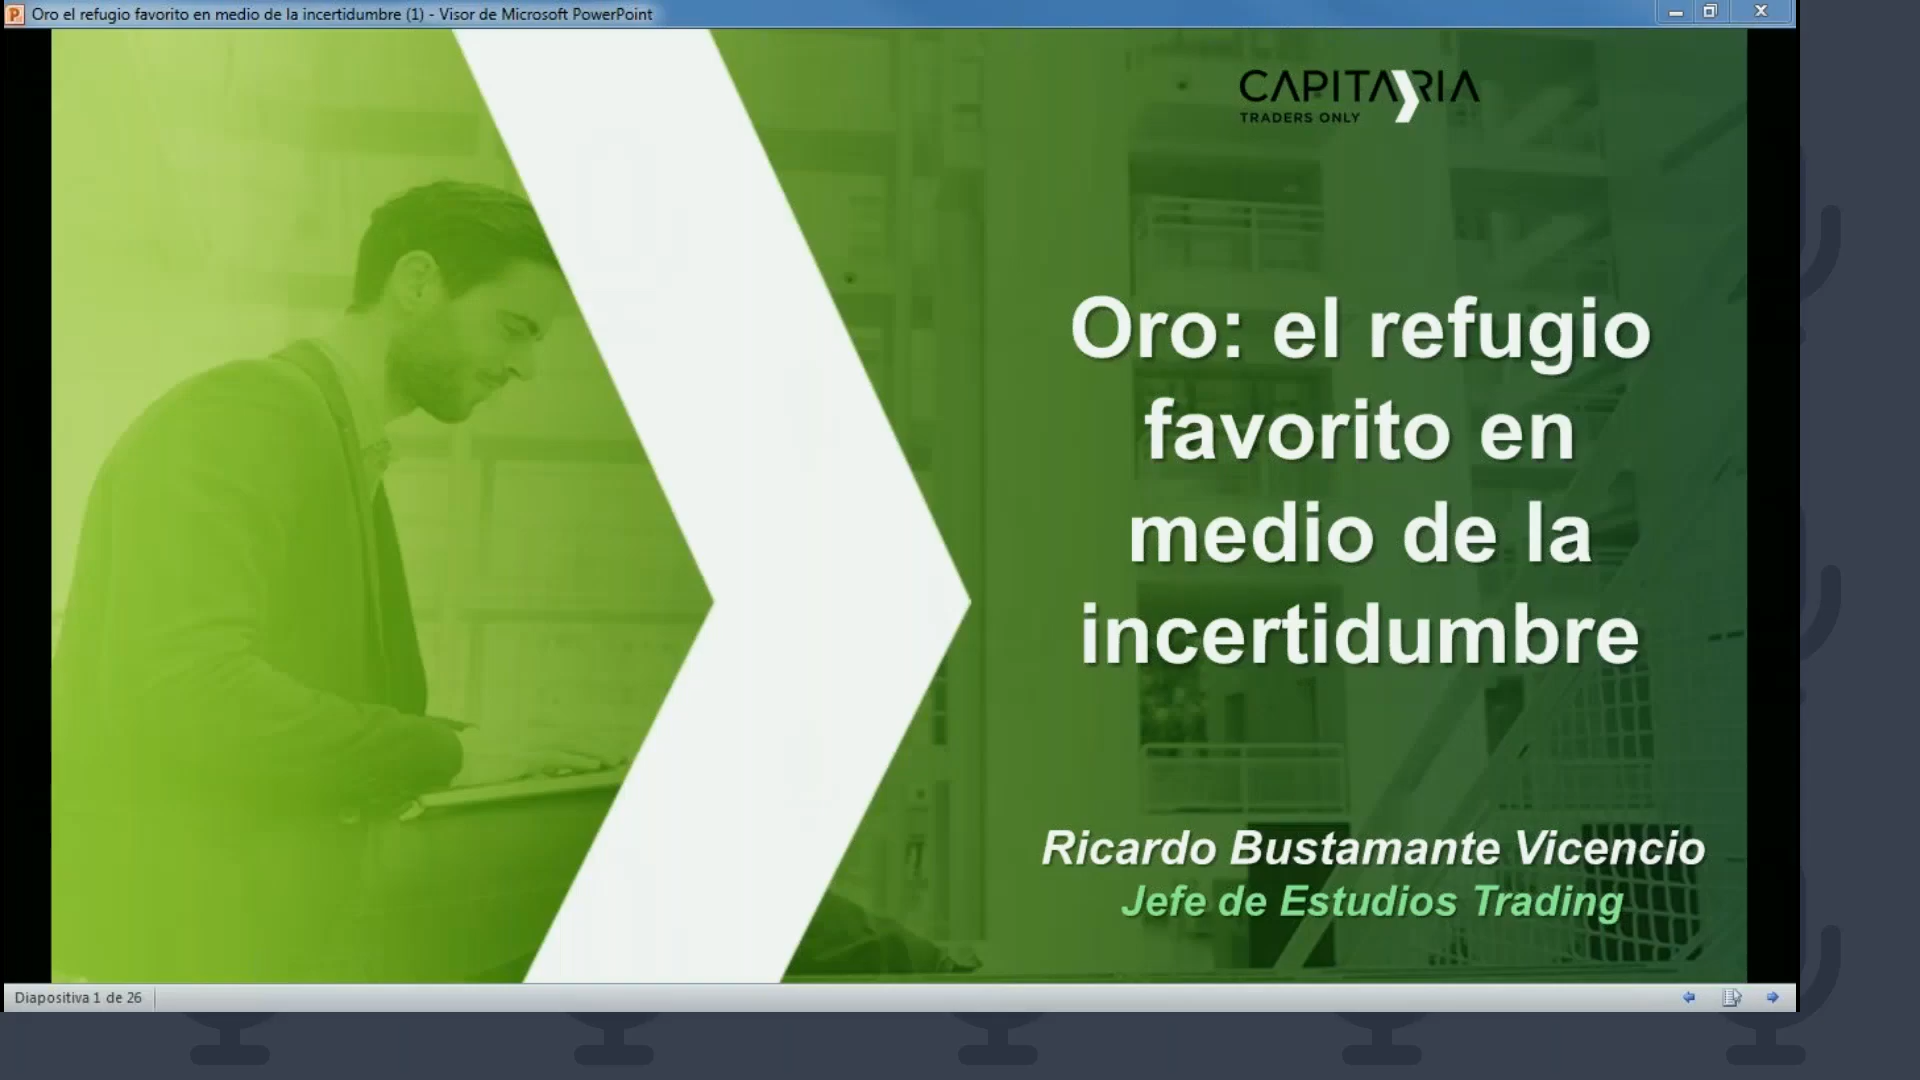 Oro el refugio favorito en medio de la incertidumbre (1) - Visor de Microsoft PowerPoint
CAPITARIA
TRADERS ONLY
Oro: el refugio
favorito en
medio de la
incertidumbre
Ricardo Bustamante Vicencio
Jefe de Estudios Trading
Diapositiva 1 de 26